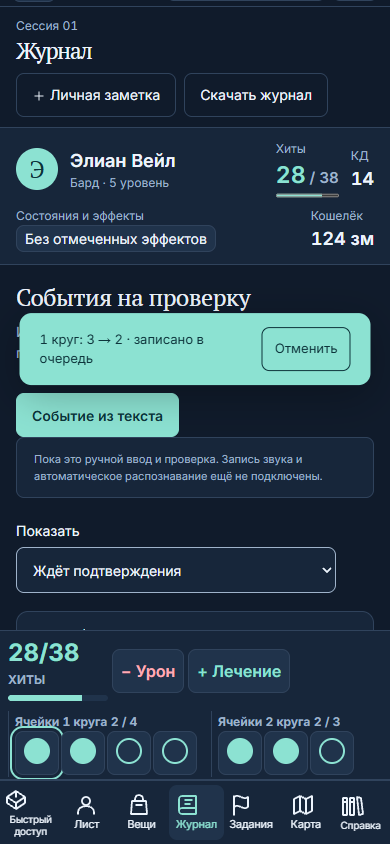 Сессия 01
Журнал
+ Личная заметка
Скачать журнал
Э
Элиан Вейл
Бард · 5 уровень
Хиты
28 / 38
КД
14
Состояния и эффекты
Без отмеченных эффектов
Кошелёк
124 зм
События на проверку
1 круг: 3 → 2 · записано в
очередь
Отменить
Событие из текста
Пока это ручной ввод и проверка. Запись звука и
автоматическое распознавание ещё не подключены.
Показать
Ждёт подтверждения
28/38
ХИТЫ
− Урон
+ Лечение
Ячейки 1 круга 2 / 4
Ячейки 2 круга 2 / 3
Быстрый
доступ
Лист
Вещи
Журнал
Задания
Карта
Справка